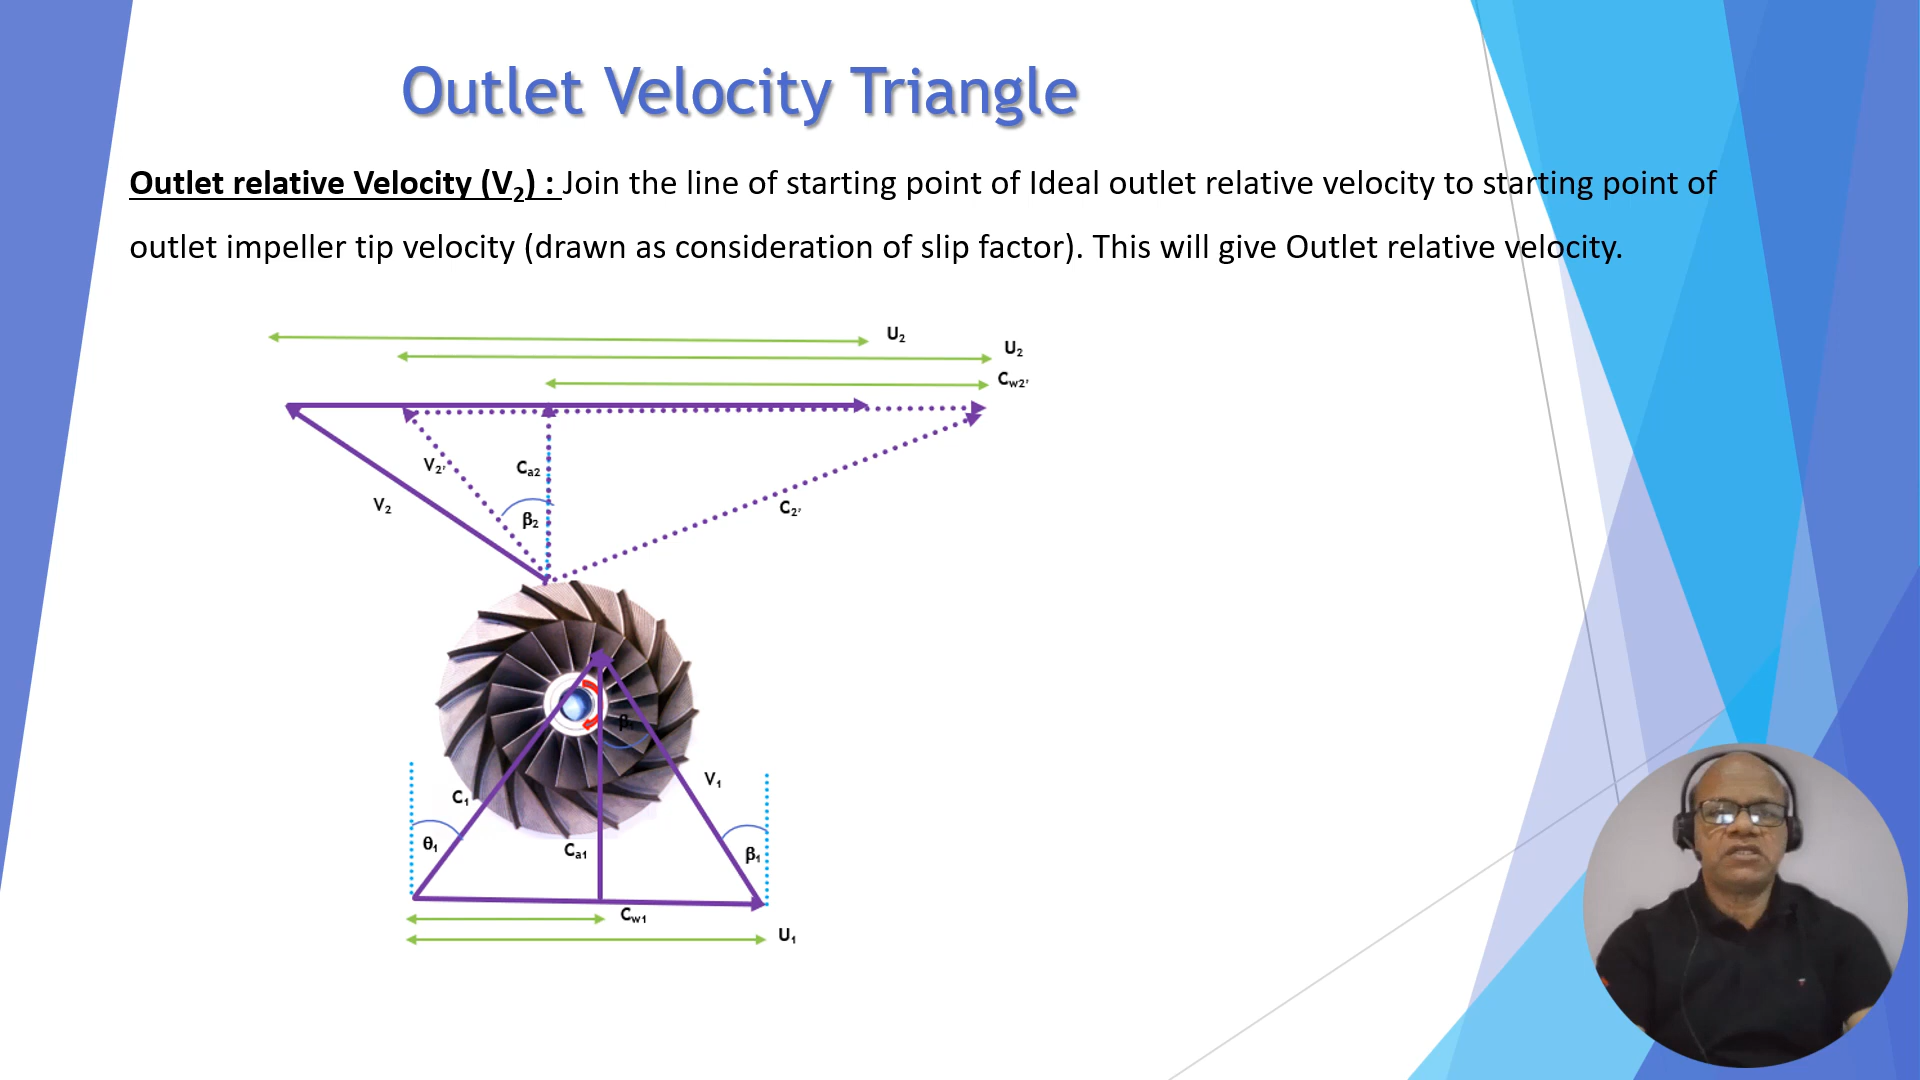 Outlet Velocity Triangle
Outlet relative Velocity (V₂) : Join the line of starting point of Ideal outlet relative velocity to starting point of
outlet impeller tip velocity (drawn as consideration of slip factor). This will give Outlet relative velocity.
U₂
U₂
Cw2'
V₂'
Ca2
V₂
β₂
C₂'
β₁
V₁
C₁
θ₁
Ca1
β₁
Cw1
U₁